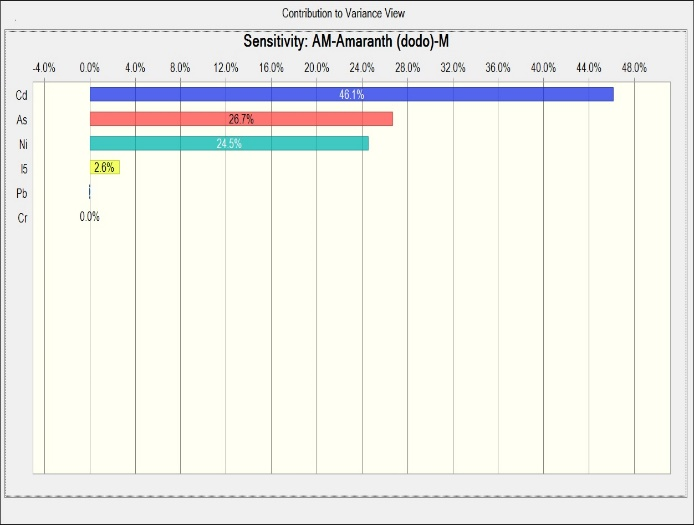 Contribution to Variance View
Sensitivity: AM-Amaranth (dodo)-M
-4.0% 0.0% 4.0% 8.0% 12.0% 16.0% 20.0% 24.0% 28.0% 32.0% 36.0% 40.0% 44.0% 48.0%
Cd 46.1%
As 26.7%
Ni 24.5%
I5 2.6%
Pb
Cr 0.0%